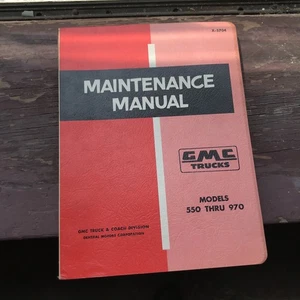 MAINTENANCE
MANUAL
GMC
TRUCKS
MODELS
550 THRU 970
GMC TRUCK & COACH DIVISION
GENERAL MOTORS CORPORATION